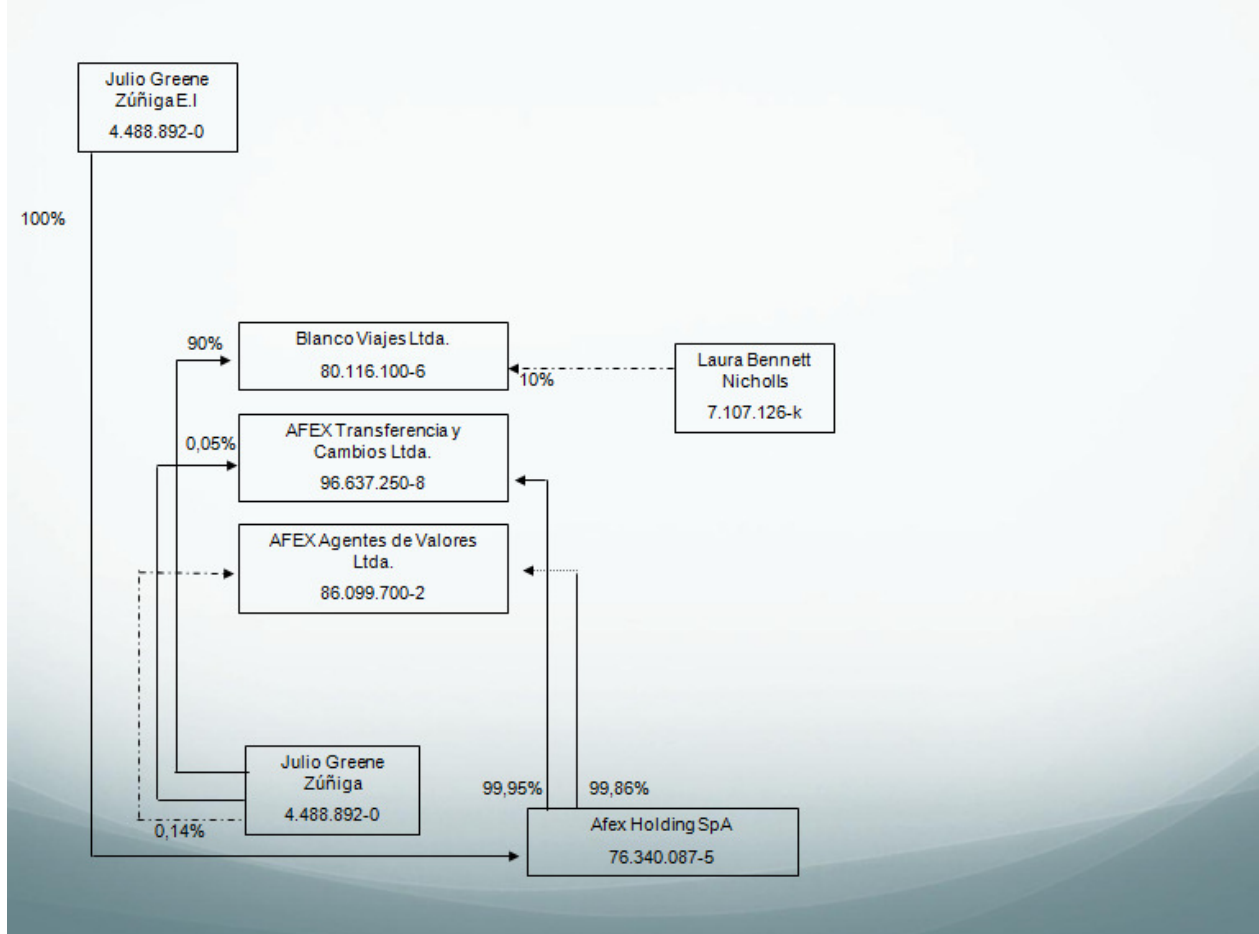 Julio Greene
Zúñiga E.I
4.488.892-0
100%
90%
Blanco Viajes Ltda.
80.116.100-6
10%
Laura Bennett
Nicholls
7.107.126-k
0,05%
AFEX Transferencia y
Cambios Ltda.
96.637.250-8
AFEX Agentes de Valores
Ltda.
86.099.700-2
Julio Greene
Zúñiga
4.488.892-0
0,14%
99,95%
99,86%
Afex Holding SpA
76.340.087-5